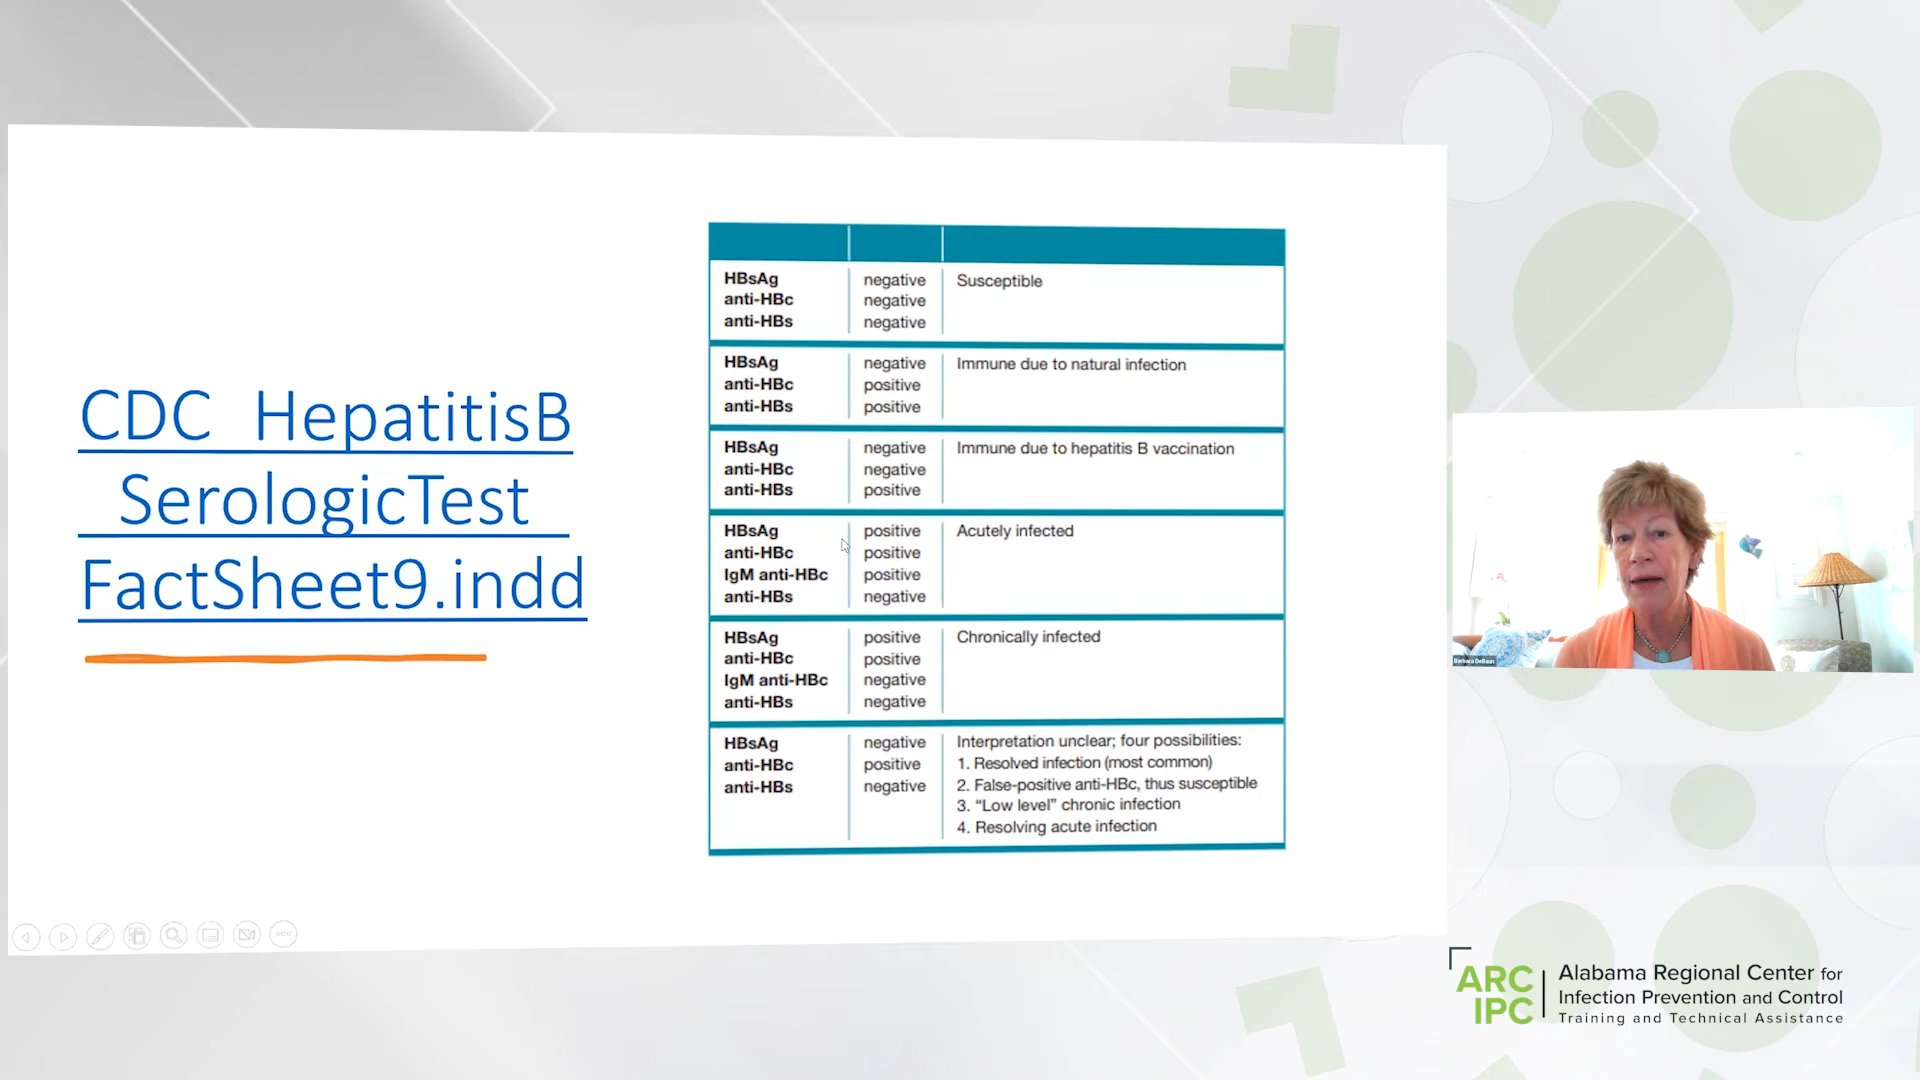 CDC HepatitisB
SerologicTest
FactSheet9.indd
HBsAg negative Susceptible
anti-HBc negative
anti-HBs negative
HBsAg negative Immune due to natural infection
anti-HBc positive
anti-HBs positive
HBsAg negative Immune due to hepatitis B vaccination
anti-HBc negative
anti-HBs positive
HBsAg positive Acutely infected
anti-HBc positive
IgM anti-HBc positive
anti-HBs negative
HBsAg positive Chronically infected
anti-HBc positive
IgM anti-HBc negative
anti-HBs negative
HBsAg negative Interpretation unclear; four possibilities:
anti-HBc positive 1. Resolved infection (most common)
anti-HBs negative 2. False-positive anti-HBc, thus susceptible
3. “Low level” chronic infection
4. Resolving acute infection
Barbara DeBaun
ARC IPC
Alabama Regional Center for
Infection Prevention and Control
Training and Technical Assistance